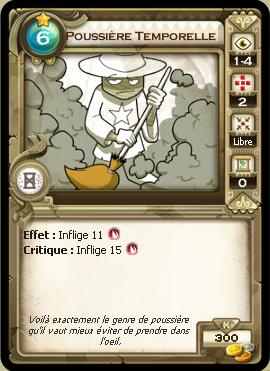 6
Poussière Temporelle
1-4
2
Libre
0
Effet : Inflige 11
Critique : Inflige 15
Voilà exactement le genre de poussière
qu'il vaut mieux éviter de prendre dans
l'oeil.
K
300